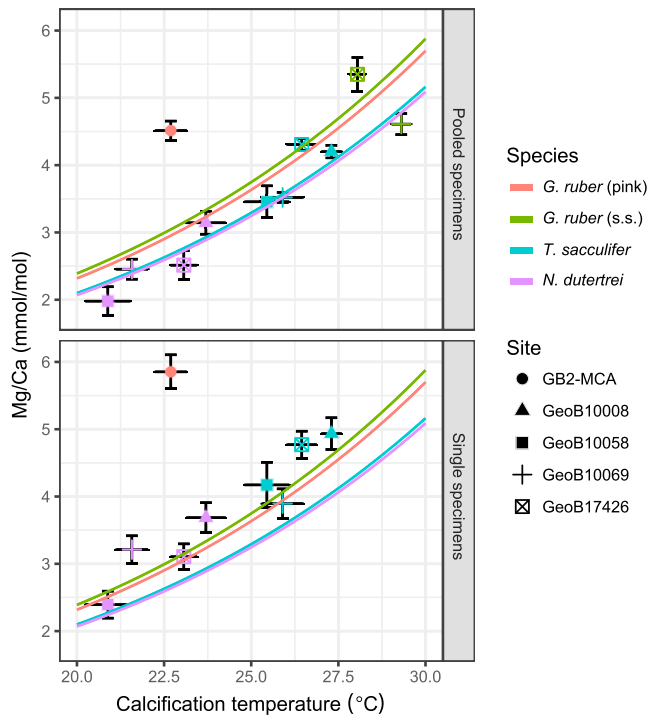 6
5
4
3
2
Pooled specimens
6
5
4
3
2
Single specimens
Mg/Ca (mmol/mol)
20.0 22.5 25.0 27.5 30.0
Calcification temperature (°C)
Species
G. ruber (pink)
G. ruber (s.s.)
T. sacculifer
N. dutertrei
Site
GB2-MCA
GeoB10008
GeoB10058
GeoB10069
GeoB17426